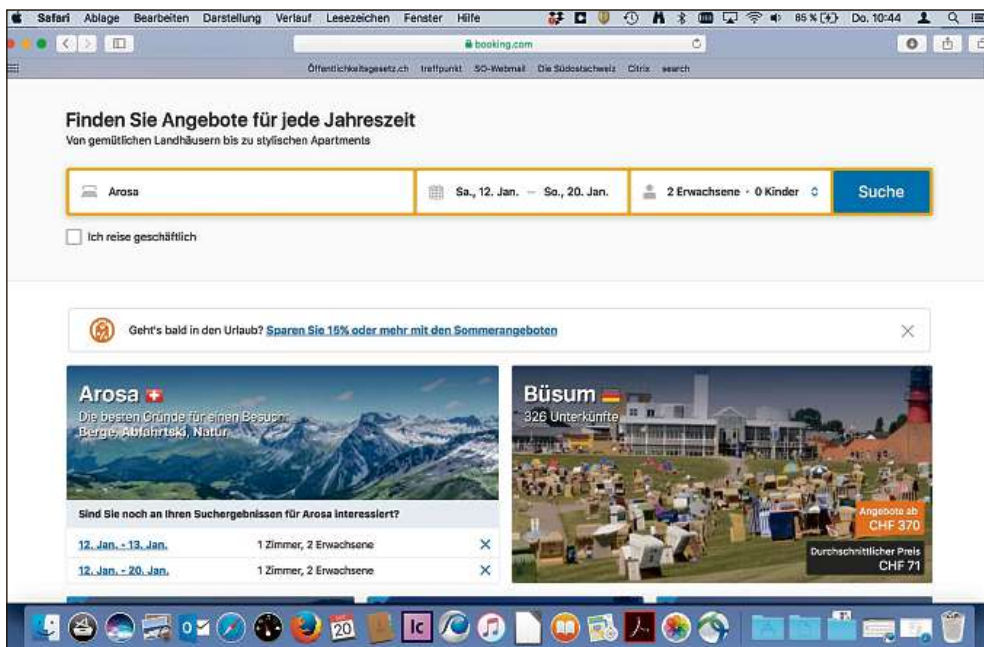 Safari Ablage Bearbeiten Darstellung Verlauf Lesezeichen Fenster Hilfe 85 % Do. 10:44
booking.com
Öffentlichkeitsgesetz.ch treffpunkt SO-Webmail Die Südostschweiz Citrix search
Finden Sie Angebote für jede Jahreszeit
Von gemütlichen Landhäusern bis zu stylischen Apartments
Arosa
Sa., 12. Jan. — So., 20. Jan.
2 Erwachsene · 0 Kinder
Suche
Ich reise geschäftlich
Geht's bald in den Urlaub? Sparen Sie 15% oder mehr mit den Sommerangeboten
Arosa
Die besten Gründe für einen Besuch:
Berge, Abfahrtski, Natur
Sind Sie noch an Ihren Suchergebnissen für Arosa interessiert?
12. Jan. - 13. Jan. 1 Zimmer, 2 Erwachsene
12. Jan. - 20. Jan. 1 Zimmer, 2 Erwachsene
Büsum
326 Unterkünfte
Angebote ab
CHF 370
Durchschnittlicher Preis
CHF 71
20
Ic